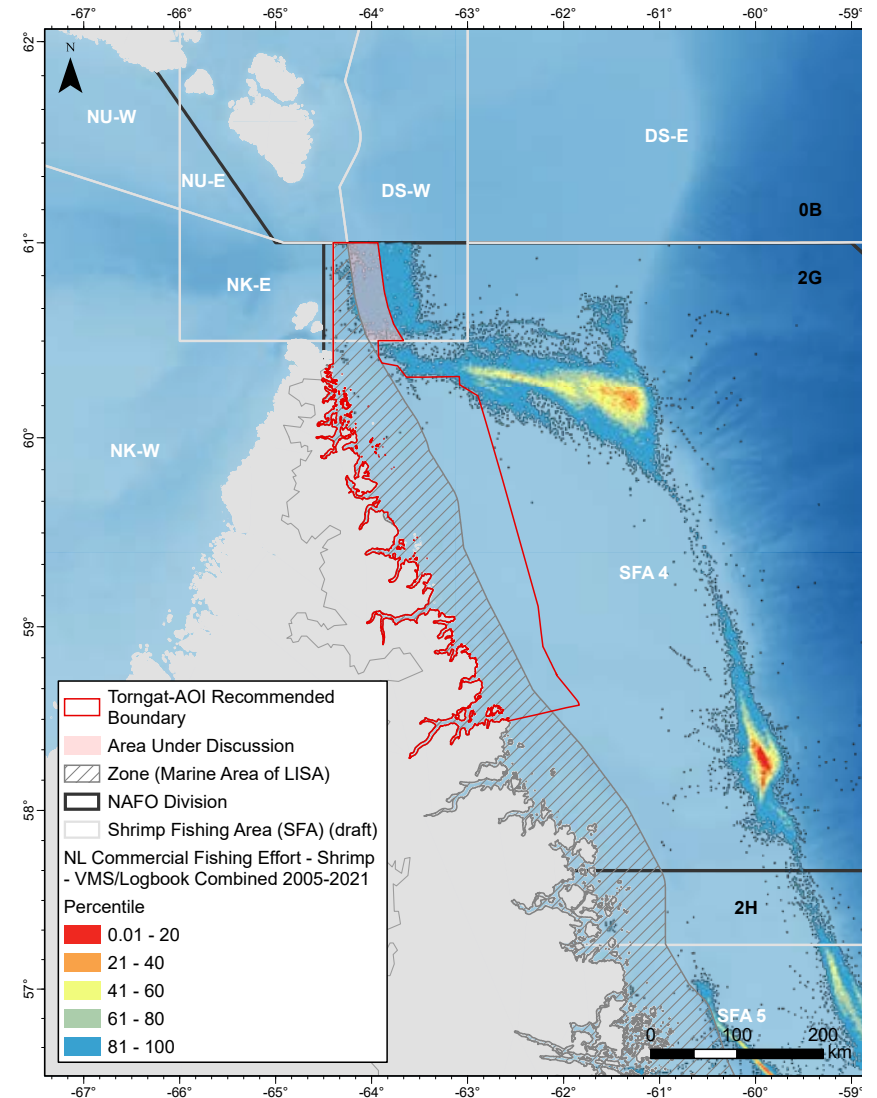 -67° -66° -65° -64° -63° -62° -61° -60° -59°
62°
N
NU-W
DS-E
NU-E
DS-W
0B
61°
2G
NK-E
60°
NK-W
SFA 4
59°
Torngat-AOI Recommended
Boundary
Area Under Discussion
Zone (Marine Area of LISA)
NAFO Division
Shrimp Fishing Area (SFA) (draft)
NL Commercial Fishing Effort - Shrimp
- VMS/Logbook Combined 2005-2021
Percentile
0.01 - 20
21 - 40
41 - 60
61 - 80
81 - 100
58°
2H
57°
SFA 5
0 100 200
km
-67° -66° -65° -64° -63° -62° -61° -60° -59°